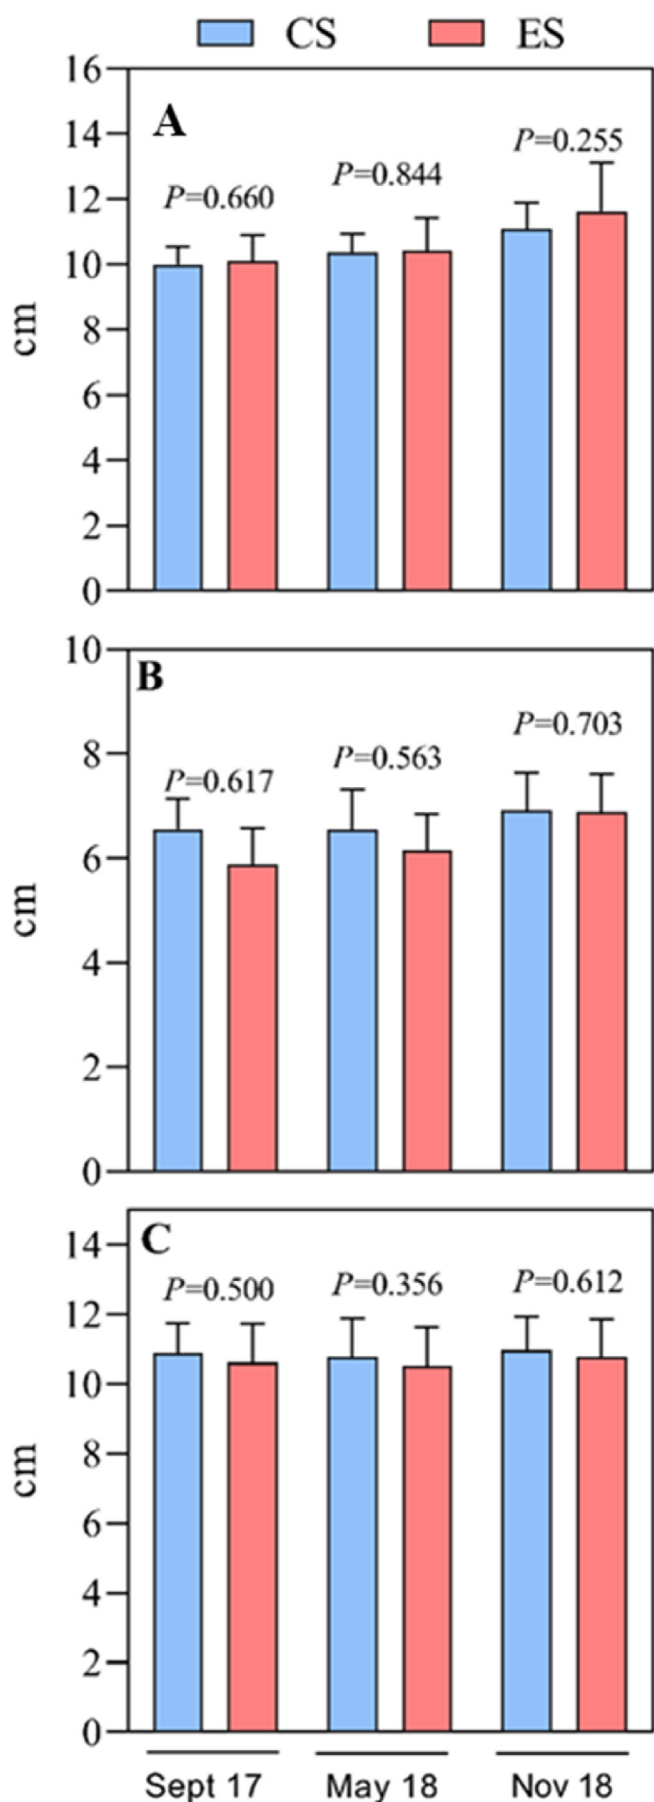 CS ES
16
A
14
P=0.255
P=0.844
12
P=0.660
10
cm
8
6
4
2
0
10
B
P=0.703
8
P=0.563
P=0.617
6
cm
4
2
0
14
C
P=0.500 P=0.356 P=0.612
12
10
cm
8
6
4
2
0
Sept 17 May 18 Nov 18